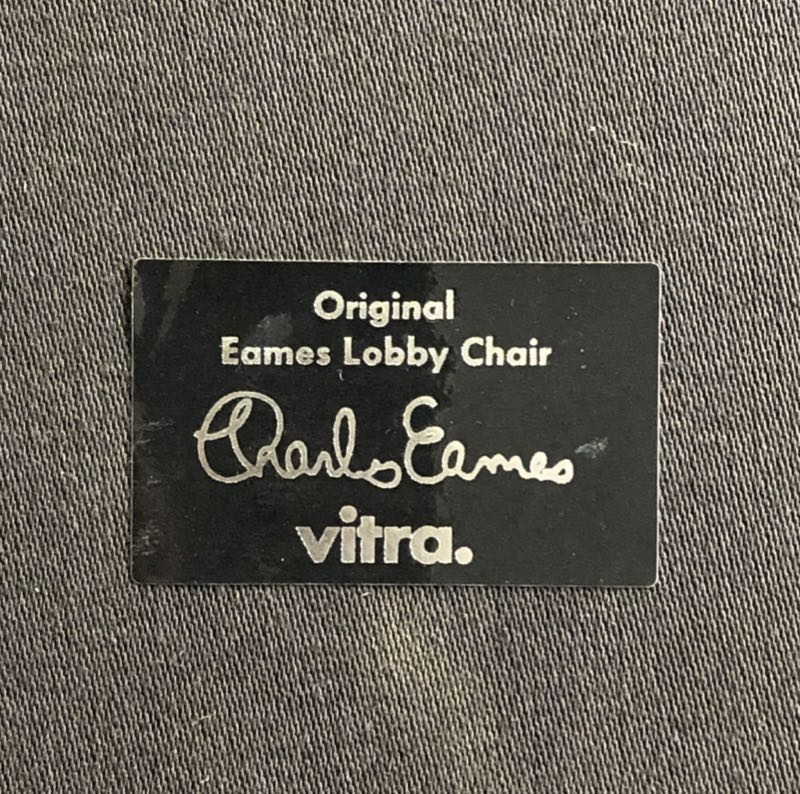 Original
Eames Lobby Chair
Charles Eames
vitra.